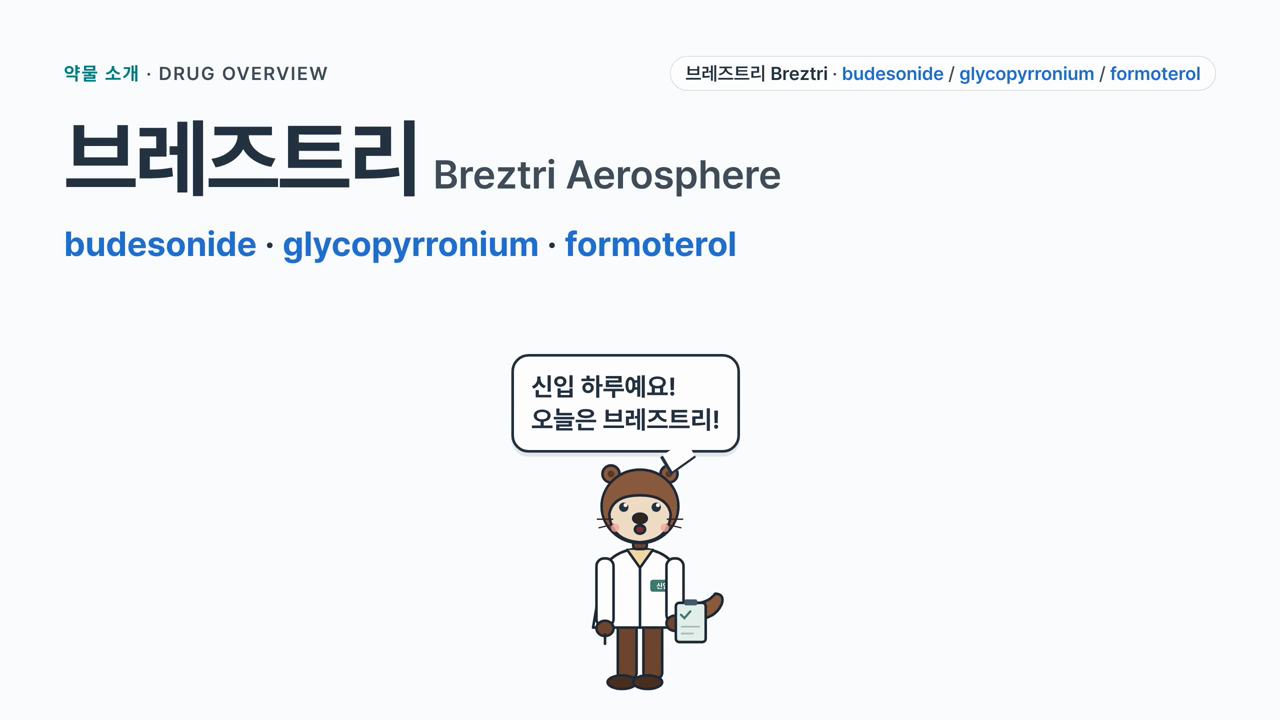 약물 소개 · DRUG OVERVIEW
브레즈트리 Breztri · budesonide / glycopyrronium / formoterol
브레즈트리 Breztri Aerosphere
budesonide · glycopyrronium · formoterol
신입 하루예요!
오늘은 브레즈트리!